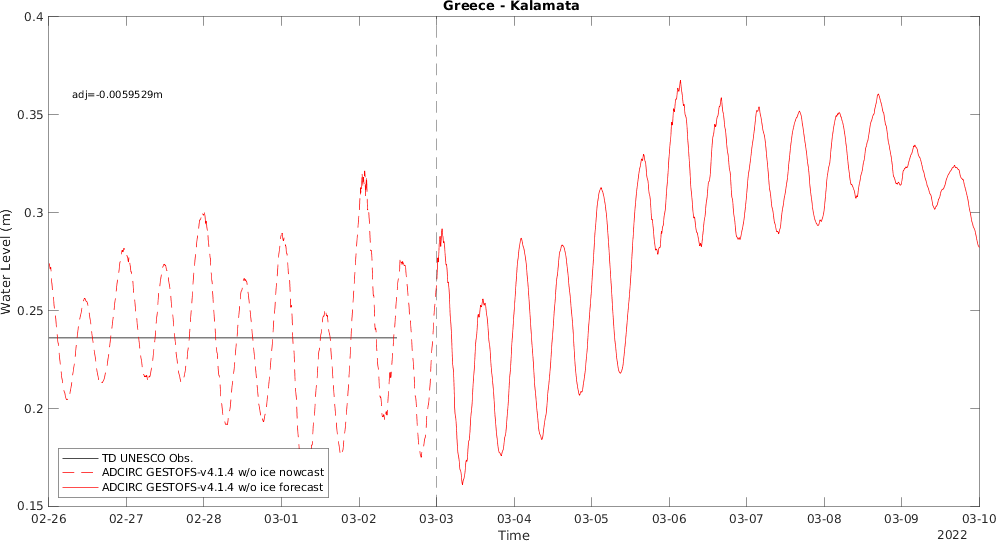 Greece - Kalamata
adj=-0.0059529m
0.4
0.35
0.3
0.25
0.2
0.15
Water Level (m)
TD UNESCO Obs.
ADCIRC GESTOFS-v4.1.4 w/o ice nowcast
ADCIRC GESTOFS-v4.1.4 w/o ice forecast
02-26 02-27 02-28 03-01 03-02 03-03 03-04 03-05 03-06 03-07 03-08 03-09 03-10
Time
2022